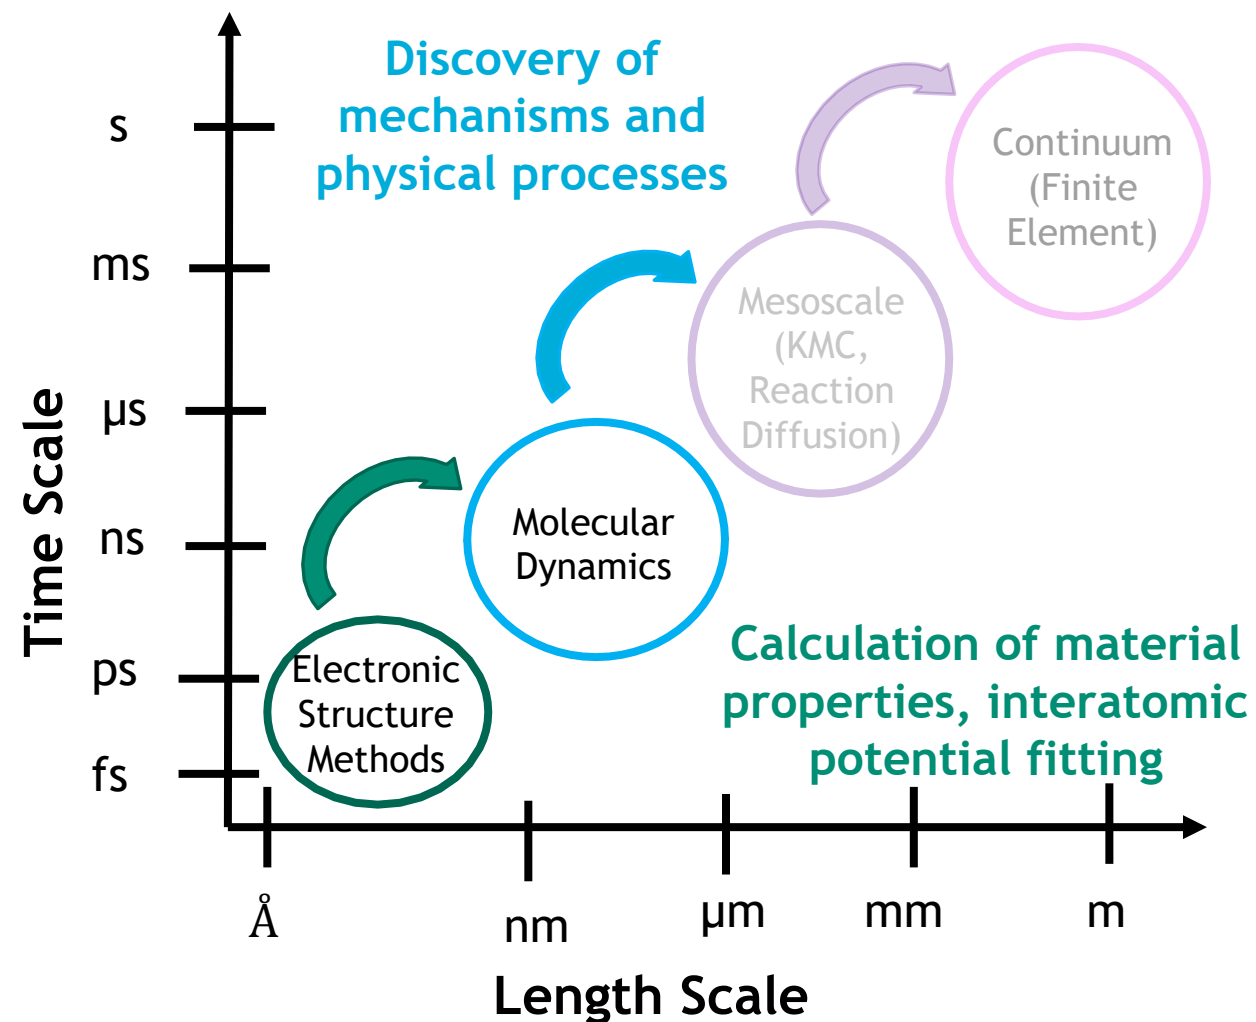 Discovery of
mechanisms and
physical processes
Continuum
(Finite
Element)
Mesoscale
(KMC,
Reaction
Diffusion)
Molecular
Dynamics
Electronic
Structure
Methods
Calculation of material
properties, interatomic
potential fitting
Time Scale
s
ms
µs
ns
ps
fs
Å
nm
µm
mm
m
Length Scale